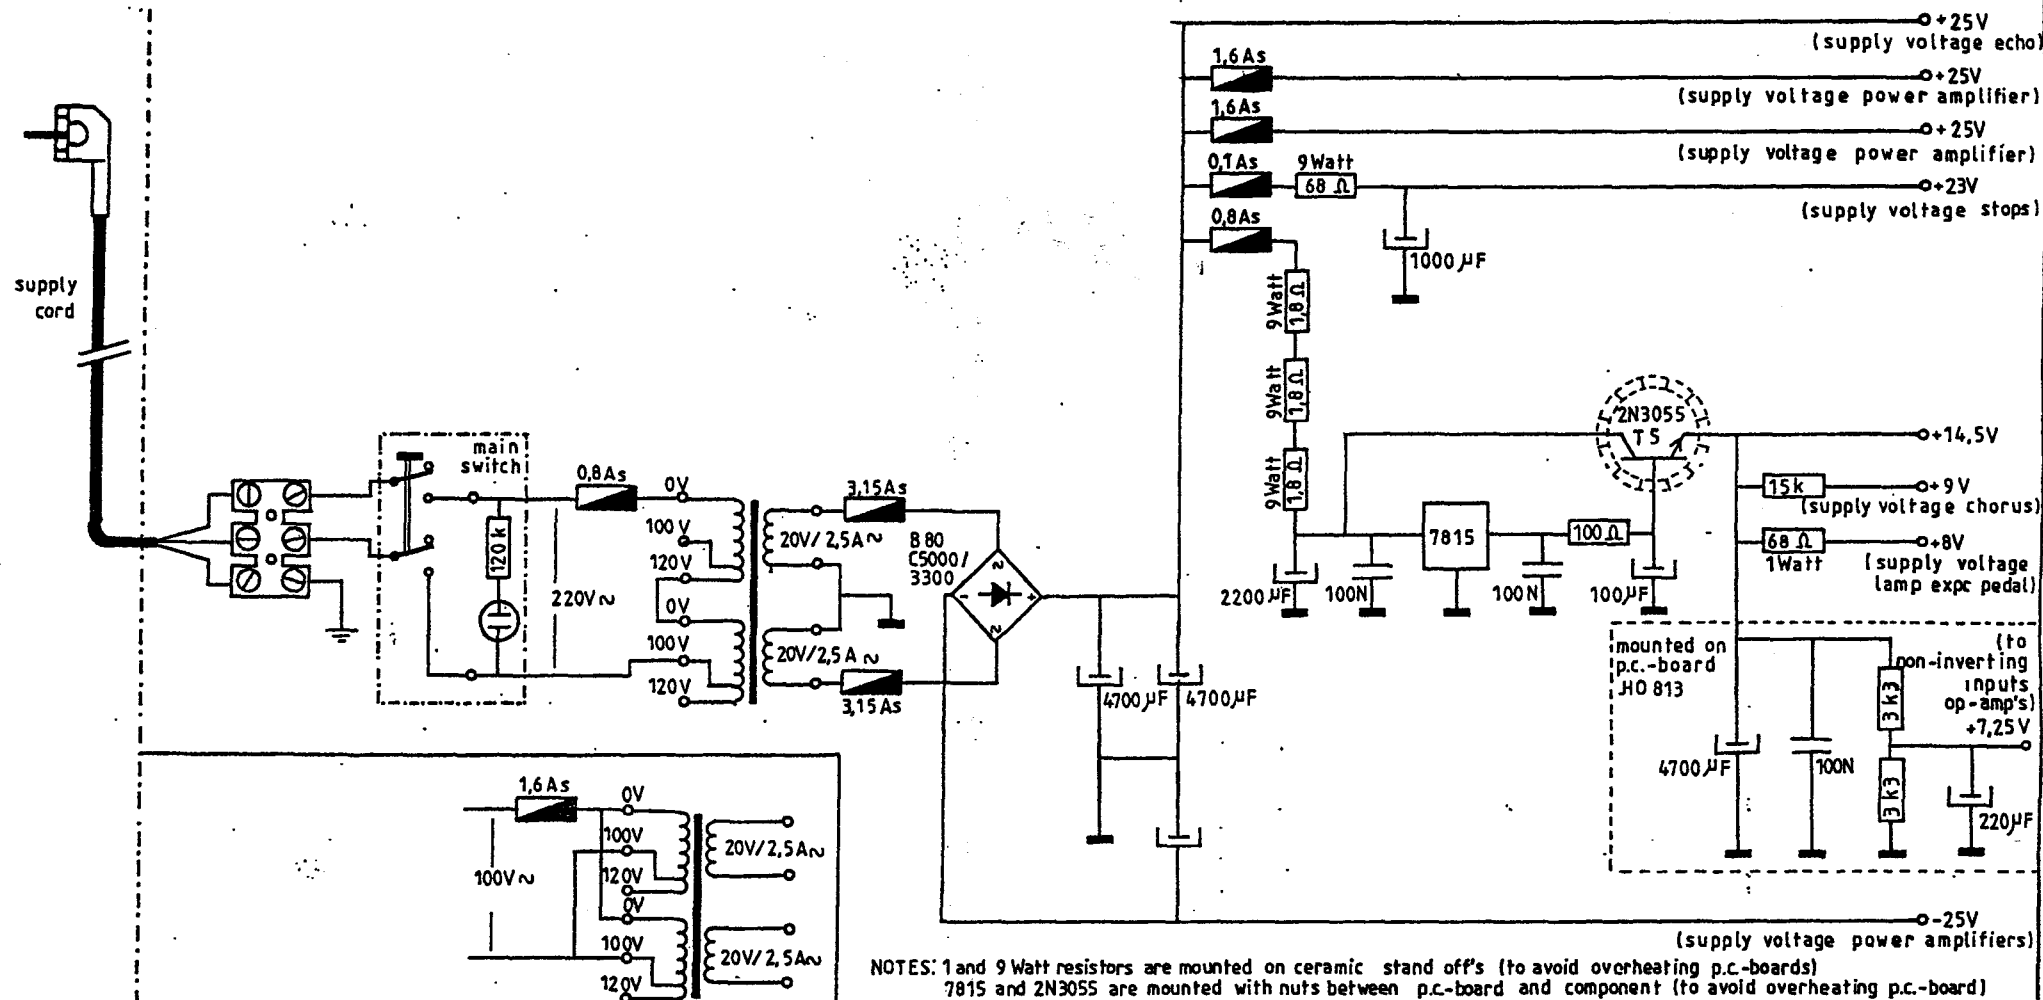 +25V
(supply voltage echo)
1,6As
+25V
(supply voltage power amplifier)
1,6As
+25V
(supply voltage power amplifier)
0,1As
9Watt
68 Ω
+23V
(supply voltage stops)
0,8As
1000µF
supply
cord
9Watt
1,8Ω
9Watt
1,8Ω
9Watt
1,8Ω
2N3055
T5
+14,5V
main
switch
0,8As
0V
3,15As
15k
+9V
(supply voltage chorus)
100V
20V/2,5A~
B80
C5000/
3300
7815
100Ω
68 Ω
1Watt
+8V
(supply voltage
lamp expc pedal)
120k
120V
220V~
0V
2200µF
100N
100N
100µF
100V
20V/2,5A~
120V
3,15As
~
-
+
~
4700µF
4700µF
mounted on
p.c.-board
HO 813
(to
non-inverting
inputs
op-amp's)
+7,25V
3k3
4700µF
100N
3k3
220µF
1,6As
0V
100V
20V/2,5A~
100V~
120V
0V
100V
20V/2,5A~
120V
-25V
(supply voltage power amplifiers)
NOTES: 1 and 9 Watt resistors are mounted on ceramic stand off's (to avoid overheating p.c.-boards)
7815 and 2N3055 are mounted with nuts between p.c.-board and component (to avoid overheating p.c.-board)